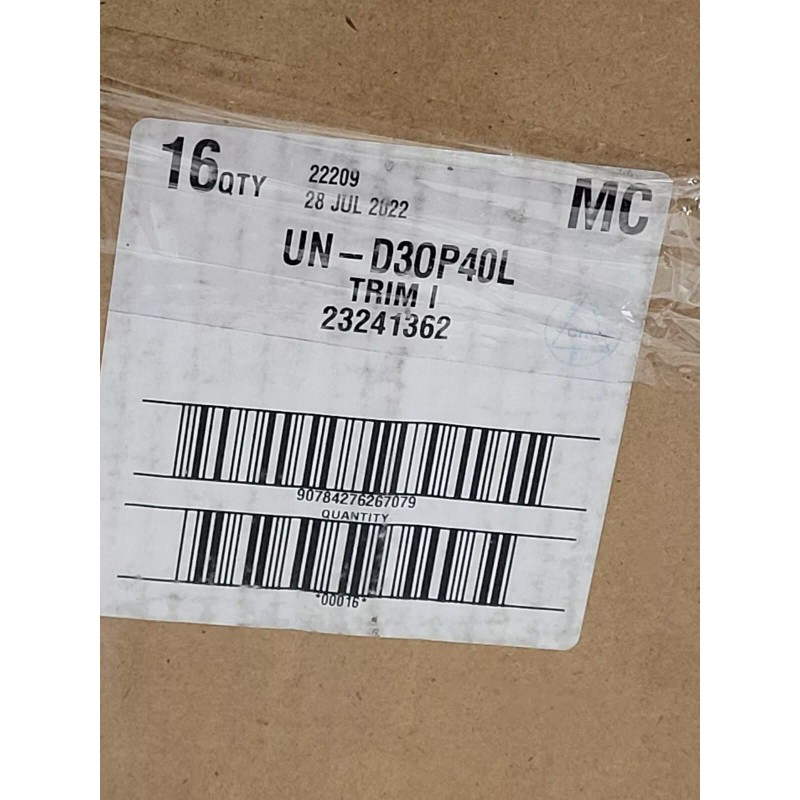 16QTY
22209
28 JUL 2022
MC
UN-D30P40L
TRIM I
23241362
90784276267079
QUANTITY
*00016*